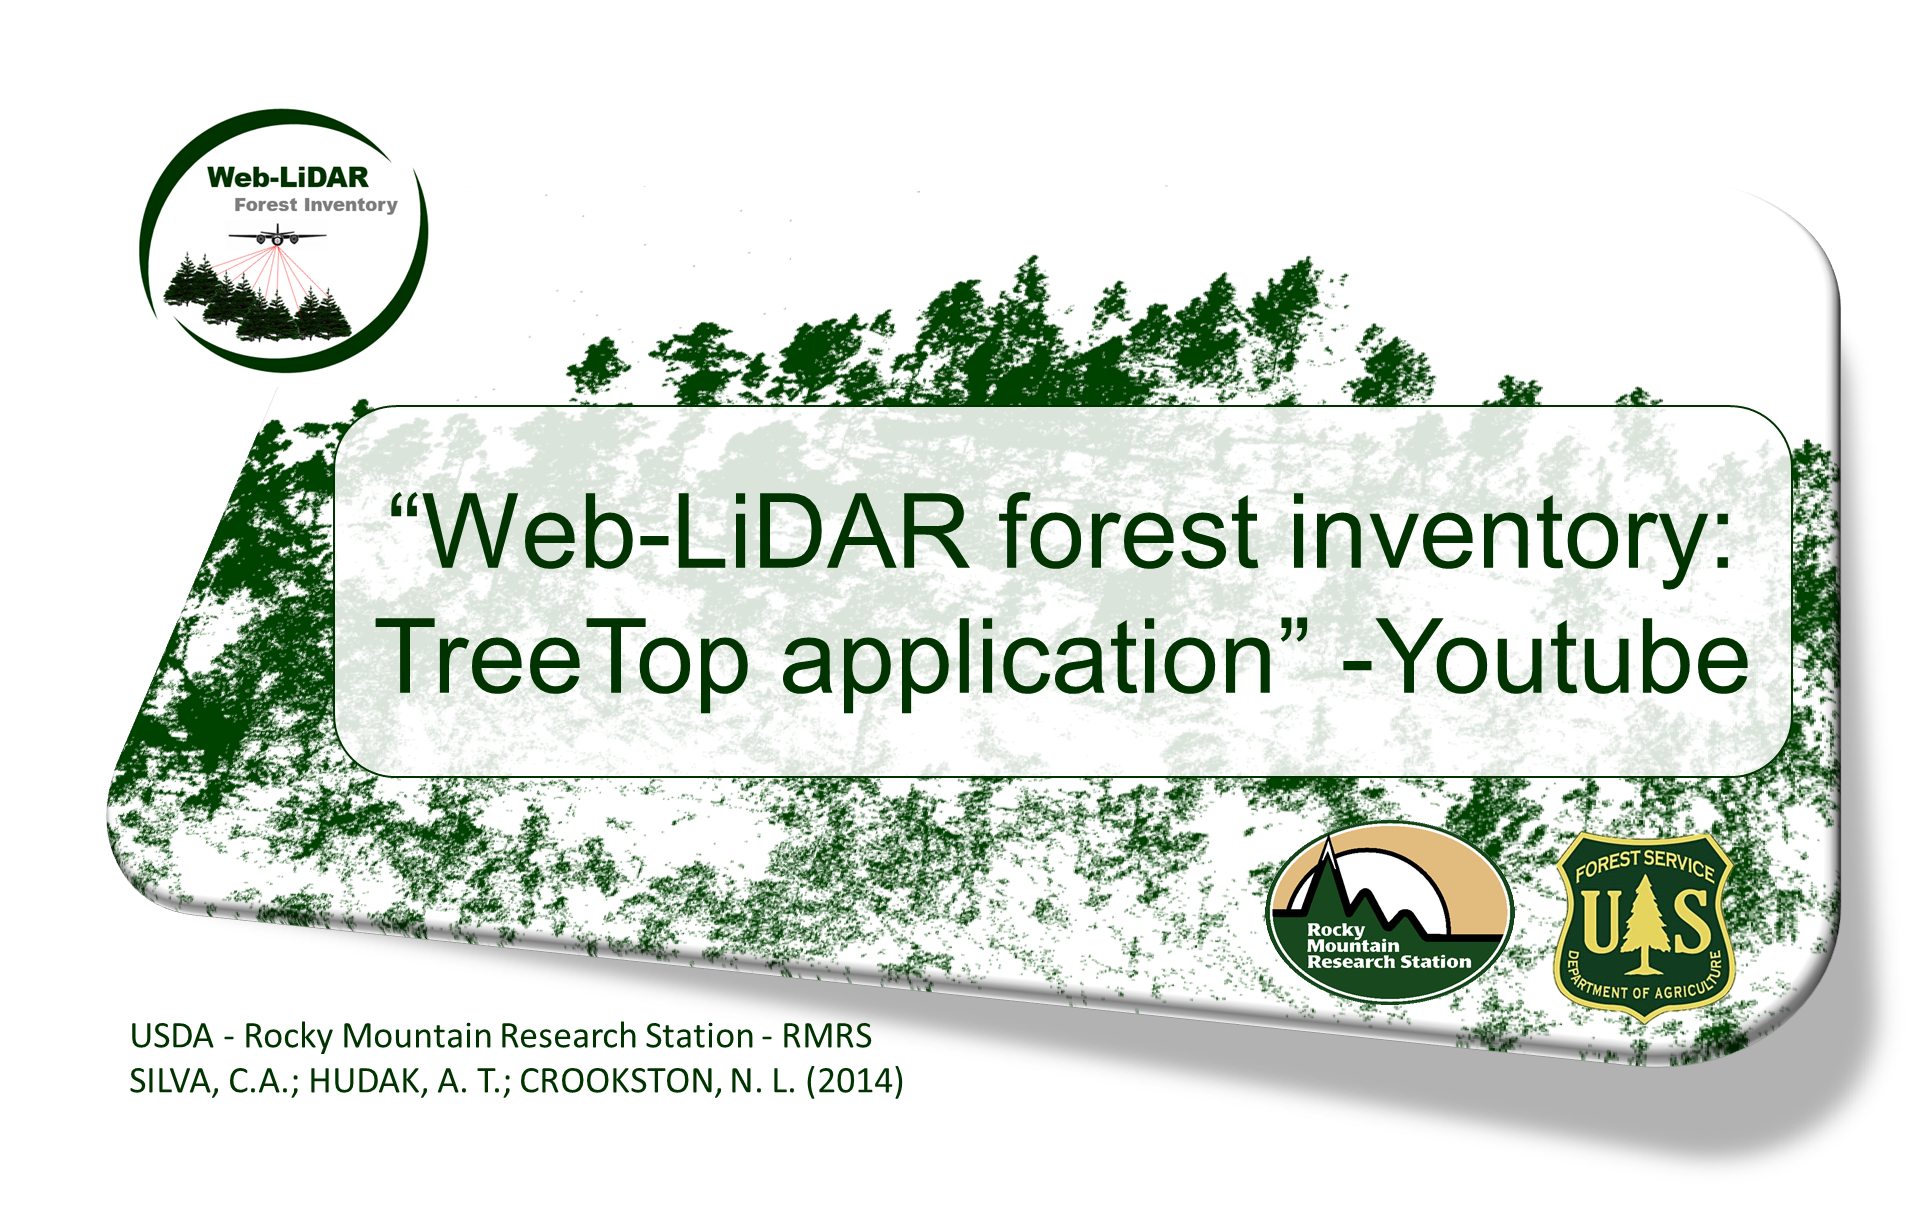 Web-LiDAR
Forest Inventory
“Web-LiDAR forest inventory:
TreeTop application” -Youtube
Rocky
Mountain
Research Station
FOREST SERVICE
U S
DEPARTMENT OF AGRICULTURE
USDA - Rocky Mountain Research Station - RMRS
SILVA, C.A.; HUDAK, A. T.; CROOKSTON, N. L. (2014)